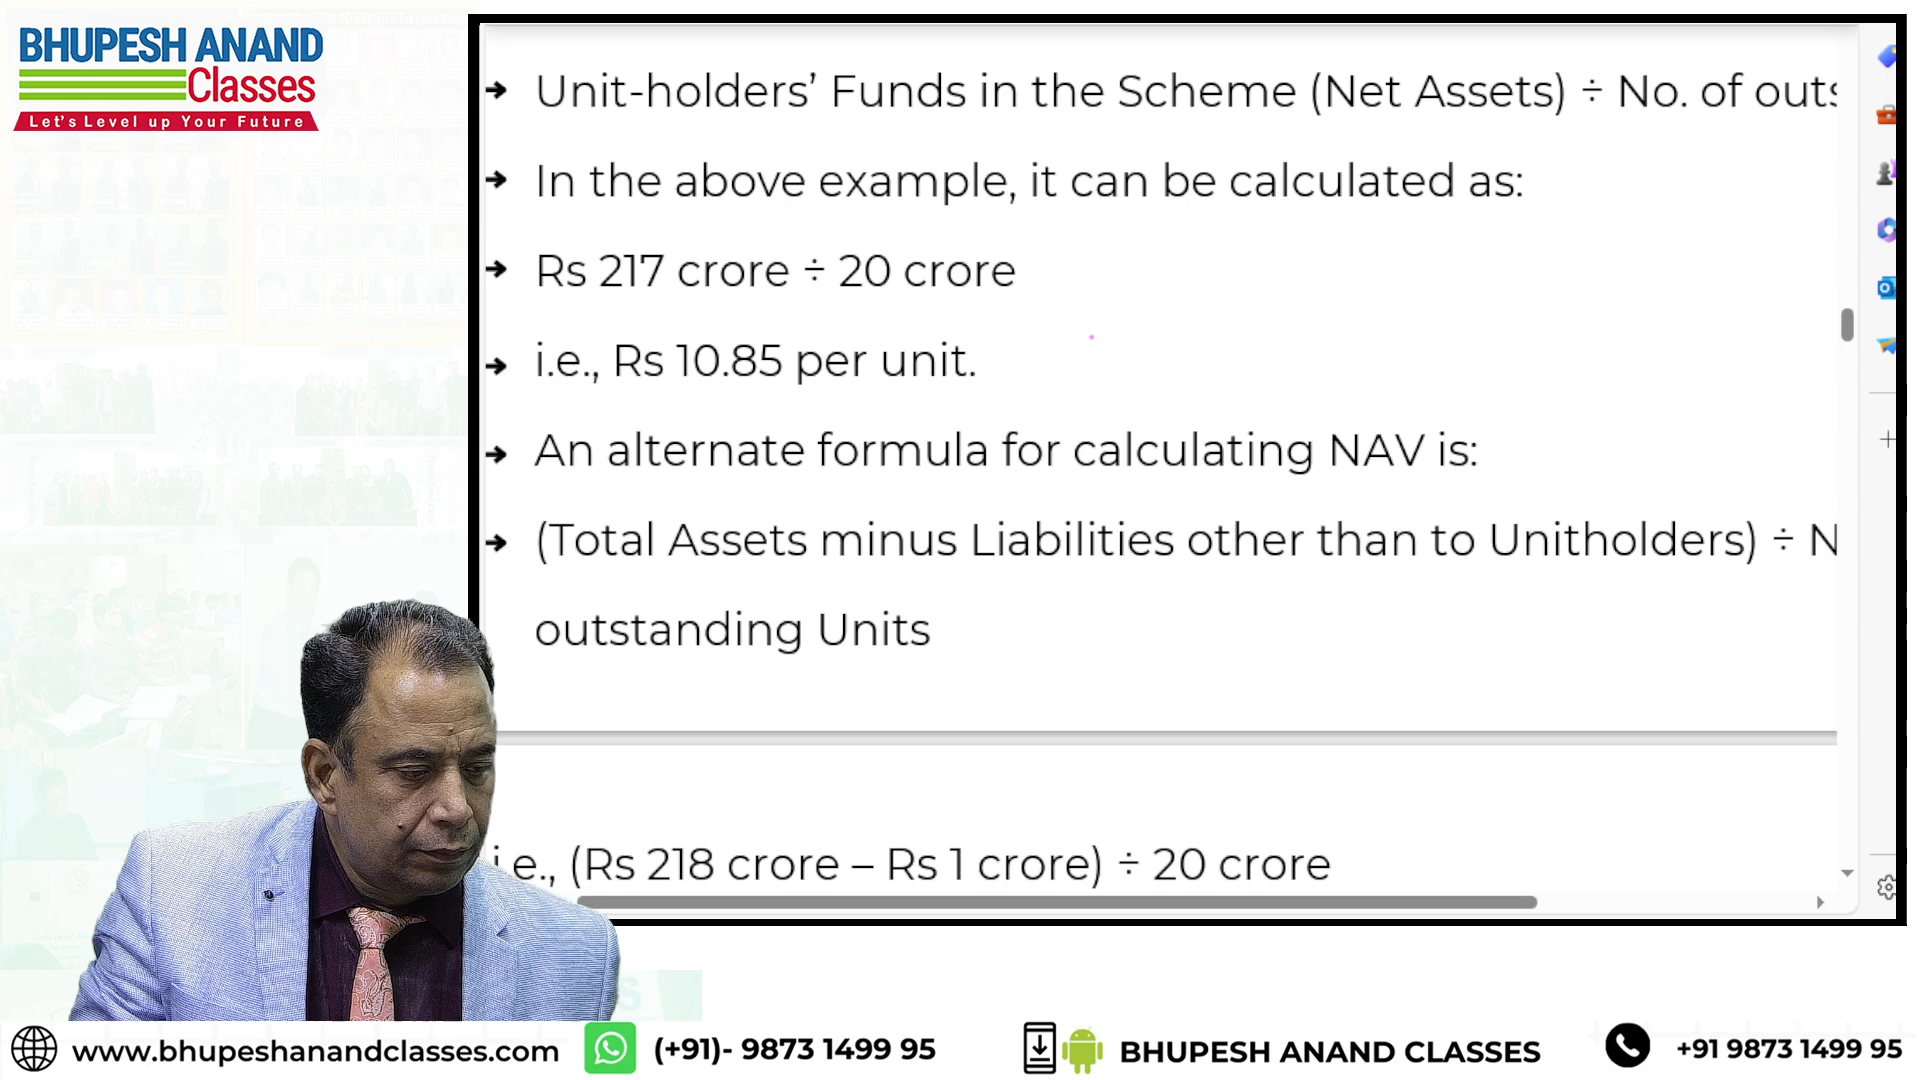 BHUPESH ANAND
Classes
Let's Level up Your Future
→ Unit-holders’ Funds in the Scheme (Net Assets) ÷ No. of outs
→ In the above example, it can be calculated as:
→ Rs 217 crore ÷ 20 crore
→ i.e., Rs 10.85 per unit.
→ An alternate formula for calculating NAV is:
→ (Total Assets minus Liabilities other than to Unitholders) ÷ N
outstanding Units
i.e., (Rs 218 crore – Rs 1 crore) ÷ 20 crore
www.bhupeshanandclasses.com
(+91)- 9873 1499 95
BHUPESH ANAND CLASSES
+91 9873 1499 95